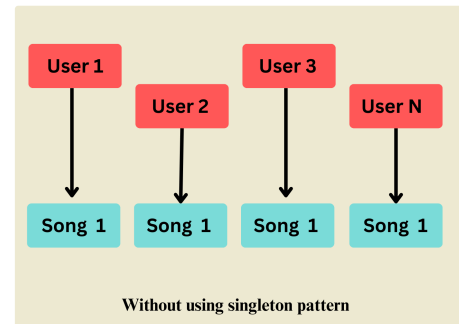 User 1
User 3
User 2
User N
Song 1
Song 1
Song 1
Song 1
Without using singleton pattern